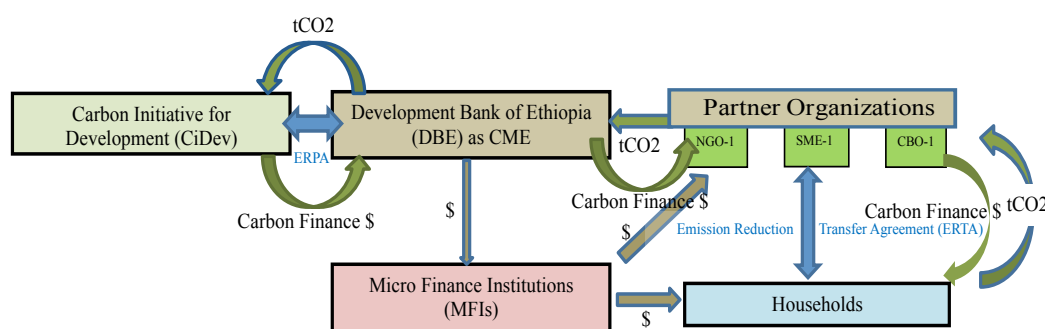 tCO2
Carbon Initiative for
Development (CiDev)
ERPA
Development Bank of Ethiopia
(DBE) as CME
Partner Organizations
NGO-1
SME-1
CBO-1
tCO2
Carbon Finance $
Carbon Finance $
Carbon Finance $
tCO2
$
$
Emission Reduction
Transfer Agreement (ERTA)
Micro Finance Institutions
(MFIs)
$
Households